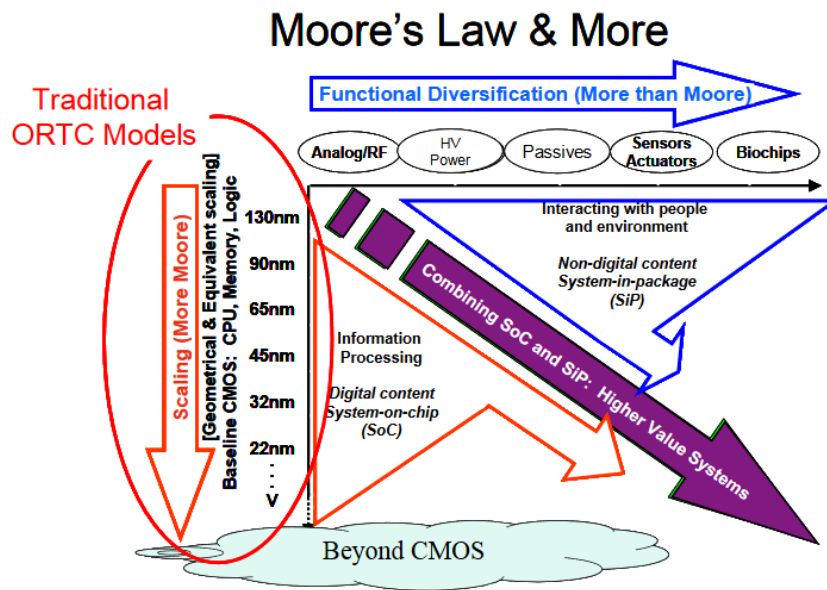 Moore's Law & More
Traditional
ORTC Models
Functional Diversification (More than Moore)
Analog/RF
HV
Power
Passives
Sensors
Actuators
Biochips
Scaling (More Moore)
[Geometrical & Equivalent scaling]
Baseline CMOS: CPU, Memory, Logic
130nm
90nm
65nm
45nm
32nm
22nm
.
.
.
V
Interacting with people
and environment
Non-digital content
System-in-package
(SiP)
Information
Processing
Digital content
System-on-chip
(SoC)
Combining SoC and SiP: Higher Value Systems
Beyond CMOS